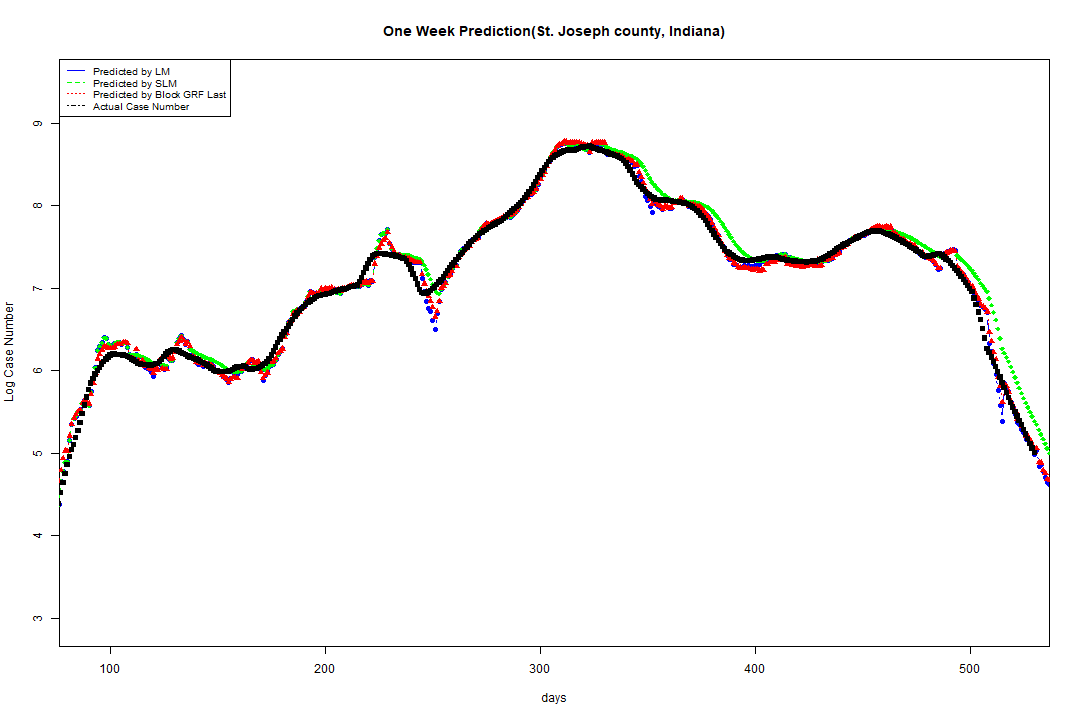 One Week Prediction(St. Joseph county, Indiana)
Predicted by LM
Predicted by SLM
Predicted by Block GRF Last
Actual Case Number
9
8
7
6
5
4
3
Log Case Number
100 200 300 400 500
days